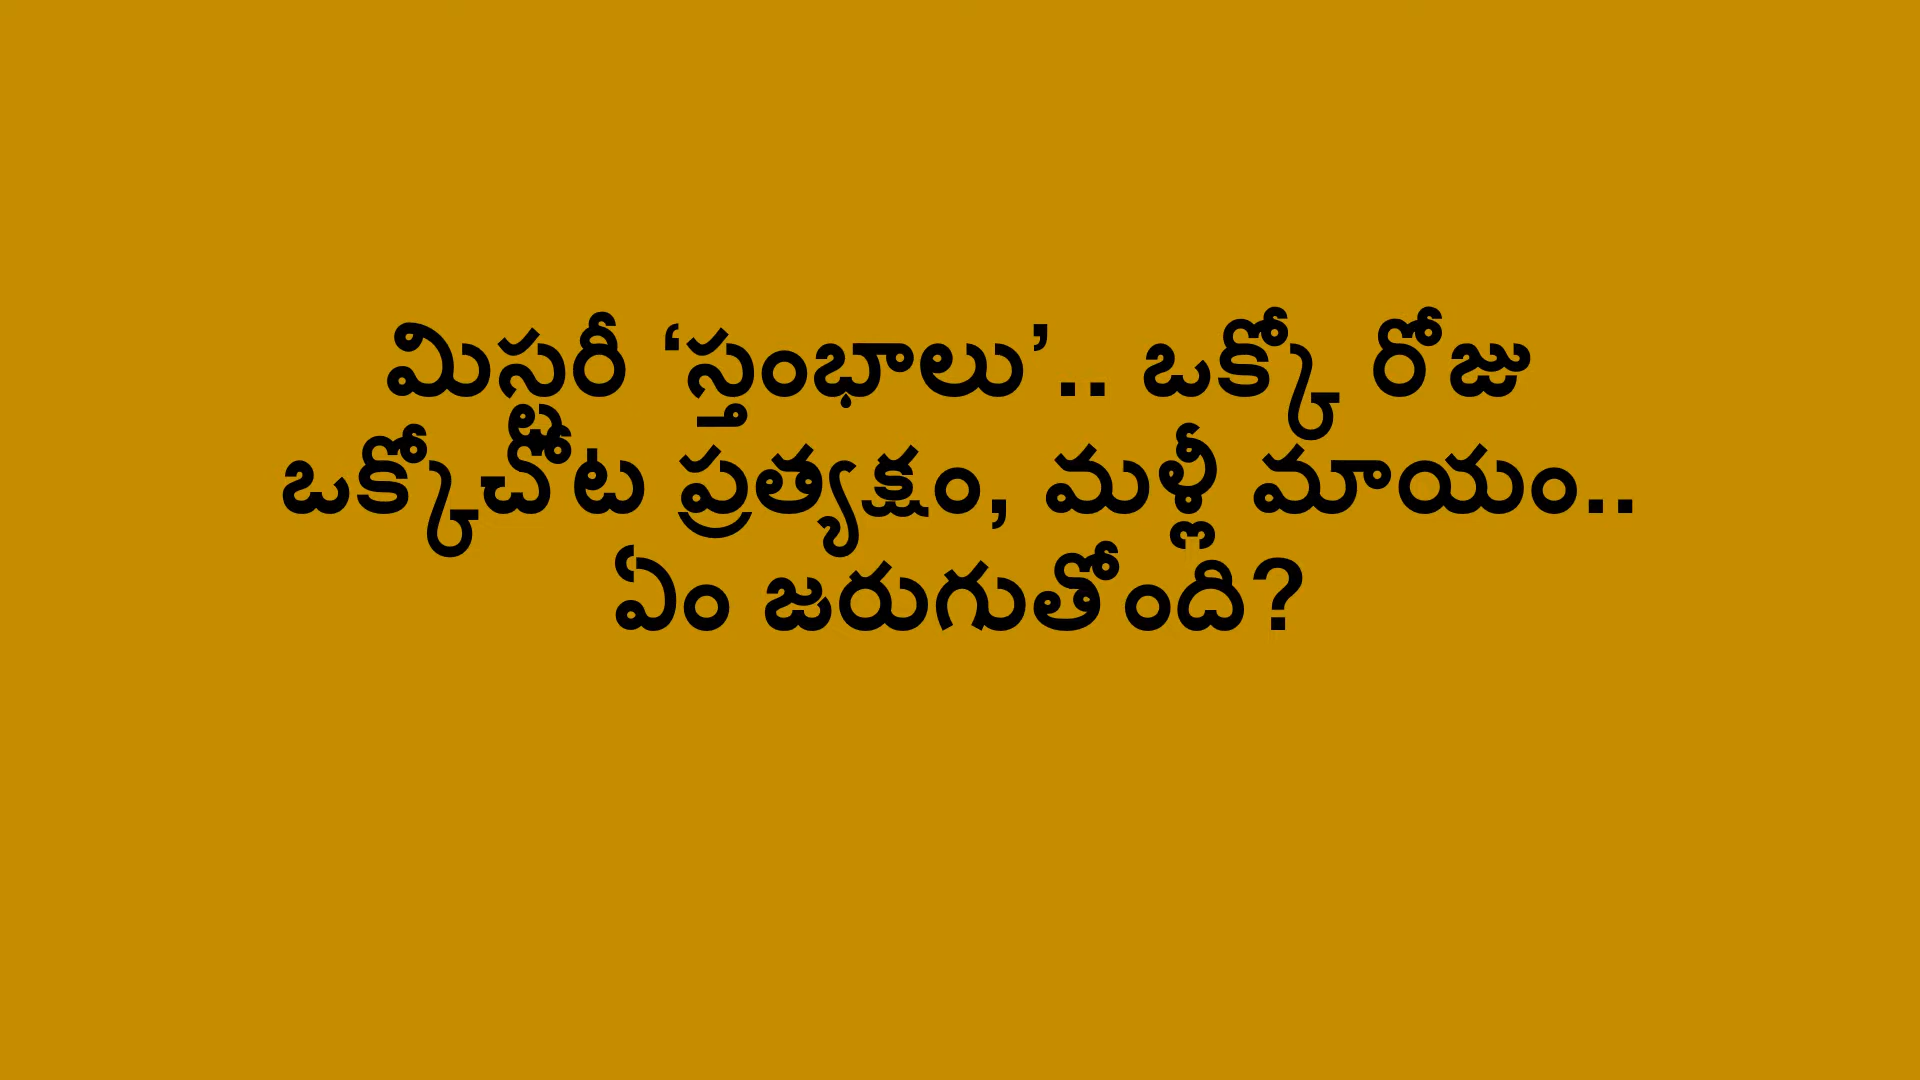 మిస్టరీ ‘స్తంభాలు’.. ఒక్కో రోజు
ఒక్కోచోట ప్రత్యక్షం, మళ్లీ మాయం..
ఏం జరుగుతోంది?